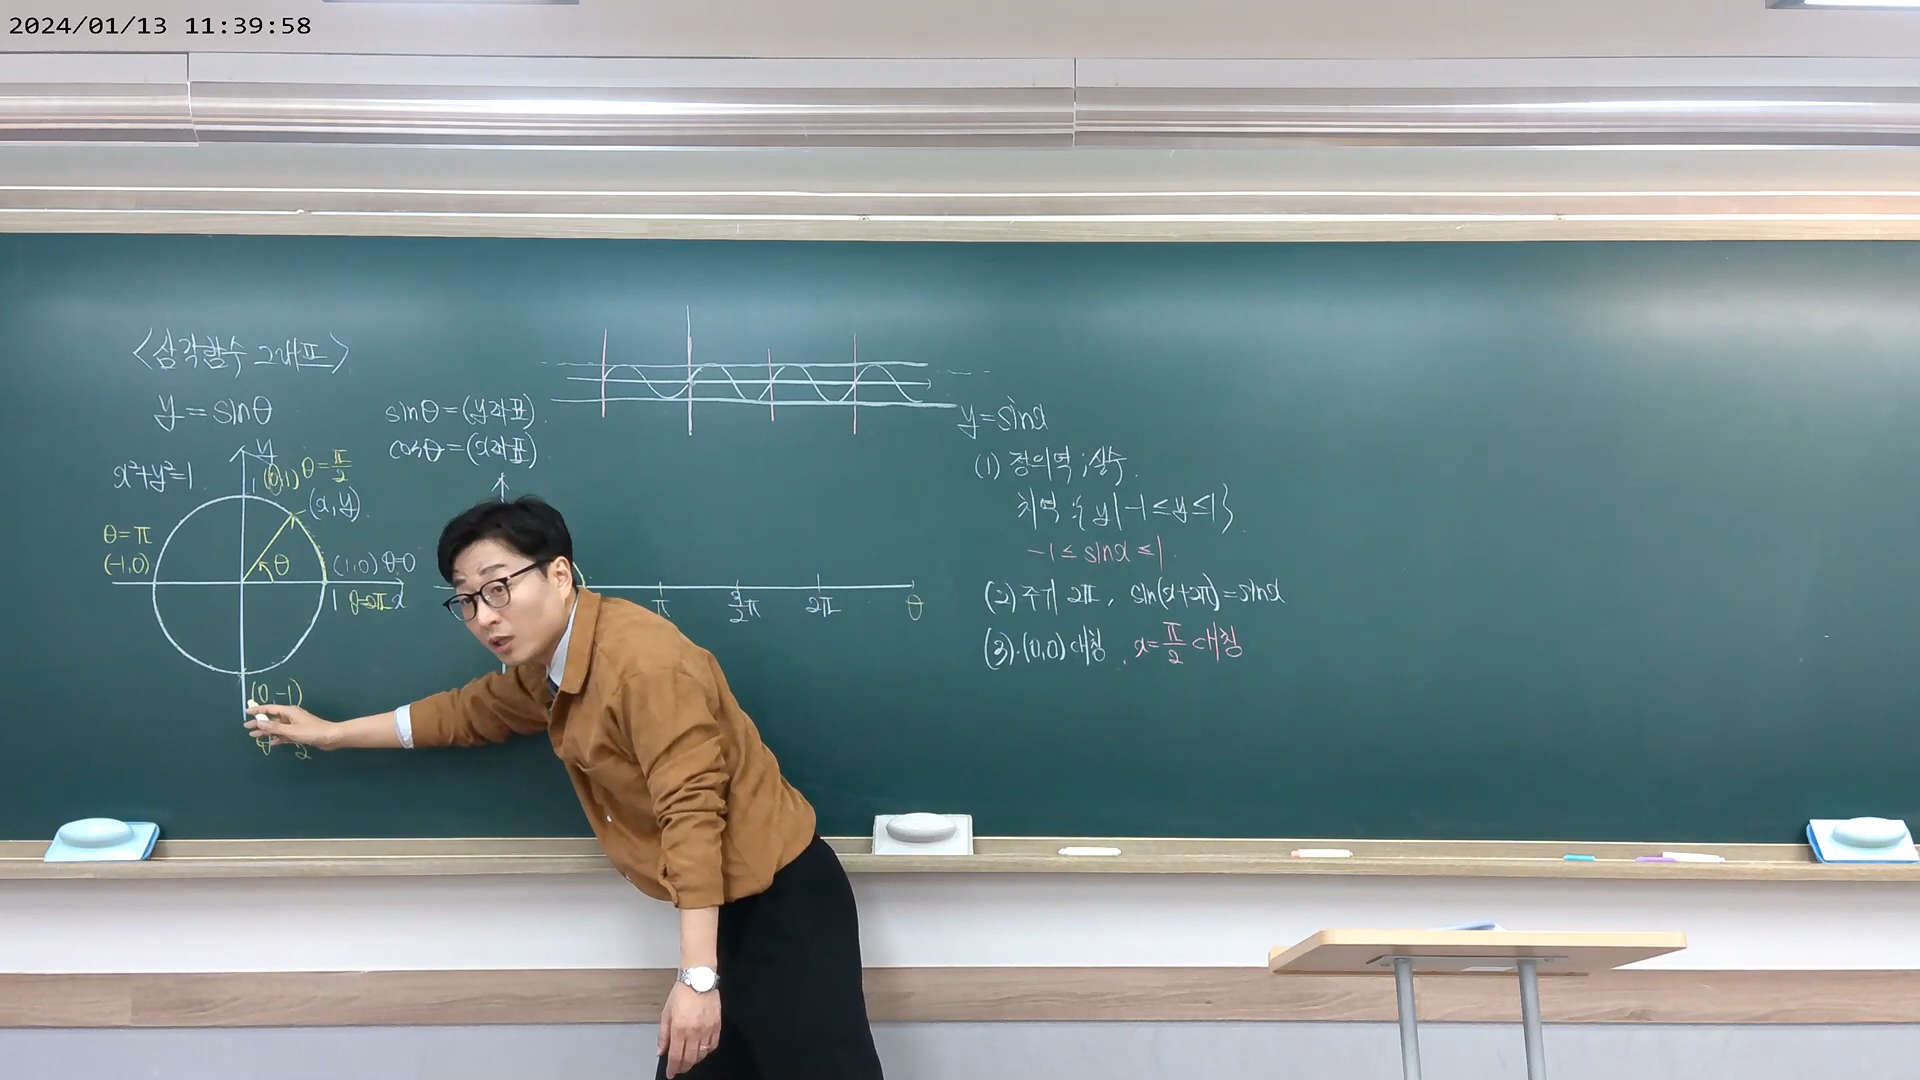 2024/01/13 11:39:58
<삼각함수 그래프>
y = sinθ
sinθ = (y좌표)
cosθ = (x좌표)
x²+y²=1
y
1
(0,1) θ = π/2
(x, y)
θ = π
(-1,0)
θ
(1,0) θ=0
1 θ=2π x
(0,-1)
π 3/2π 2π θ
y=sinx
(1) 정의역 ; 실수
치역 : {y | -1 ≤ y ≤ 1}
-1 ≤ sinx ≤ 1
(2) 주기 2π, sin(x+2π)=sinx
(3)·(0,0) 대칭, x= π/2 대칭